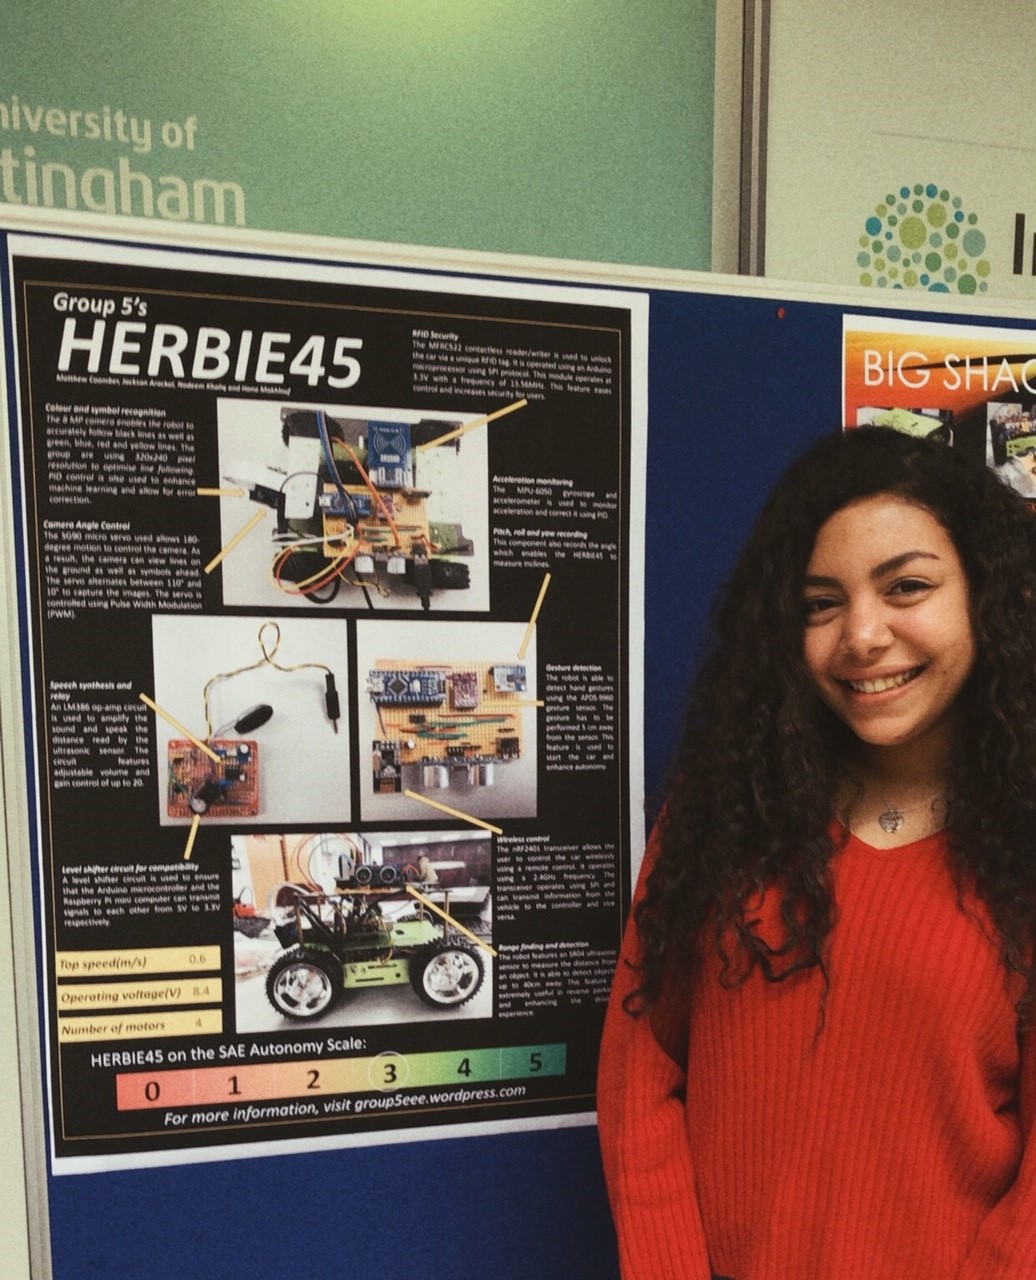 niversity of
tingham
Group 5's
HERBIE45
Matthew Coomber, Jackson Arackal, Nadeem Khaliq and Hana Makhlouf
RFID Security
The MFRC522 contactless reader/writer is used to unlock
the car via a unique RFID tag. It is operated using an Arduino
microprocessor using SPI protocol. This module operates at
3.3V with a frequency of 13.56MHz. This feature eases
control and increases security for users.
Colour and symbol recognition
The 8 MP camera enables the robot to
accurately follow black lines as well as
green, blue, red and yellow lines. The
group are using 320x240 pixel
resolution to optimise line following.
PID control is also used to enhance
machine learning and allow for error
correction.
Camera Angle Control
The SG90 micro servo used allows 180-
degree motion to control the camera. As
a result, the camera can view lines on
the ground as well as symbols ahead.
The servo alternates between 110° and
10° to capture the images. The servo is
controlled using Pulse Width Modulation
(PWM).
Acceleration monitoring
The MPU-6050 gyroscope and
accelerometer is used to monitor
acceleration and correct it using PID.
Pitch, roll and yaw recording
This component also records the angle
which enables the HERBIE45 to
measure inclines.
Speech synthesis and
relay
An LM386 op-amp circuit
is used to amplify the
sound and speak the
distance read by the
ultrasonic sensor. The
circuit features
adjustable volume and
gain control of up to 20.
Gesture detection
The robot is able to
detect hand gestures
using the APDS-9960
gesture sensor. The
gesture has to be
performed 5 cm away
from the sensor. This
feature is used to
start the car and
enhance autonomy.
Level shifter circuit for compatibility
A level shifter circuit is used to ensure
that the Arduino microcontroller and the
Raspberry Pi mini computer can transmit
signals to each other from 5V to 3.3V
respectively.
Wireless control
The nRF2401 transceiver allows the
user to control the car wirelessly
using a remote control. It operates
using a 2.4GHz frequency. The
transceiver operates using SPI and
can transmit information from the
vehicle to the controller and vice
versa.
Range finding and detection
The robot features an SR04 ultrasonic
sensor to measure the distance from
an object. It is able to detect objects
up to 40cm away. This feature
extremely useful in reverse parking
and enhancing the
experience.
Top speed(m/s) 0.6
Operating voltage(V) 8.4
Number of motors 4
HERBIE45 on the SAE Autonomy Scale:
0 1 2 3 4 5
For more information, visit group5eee.wordpress.com
BIG SHA